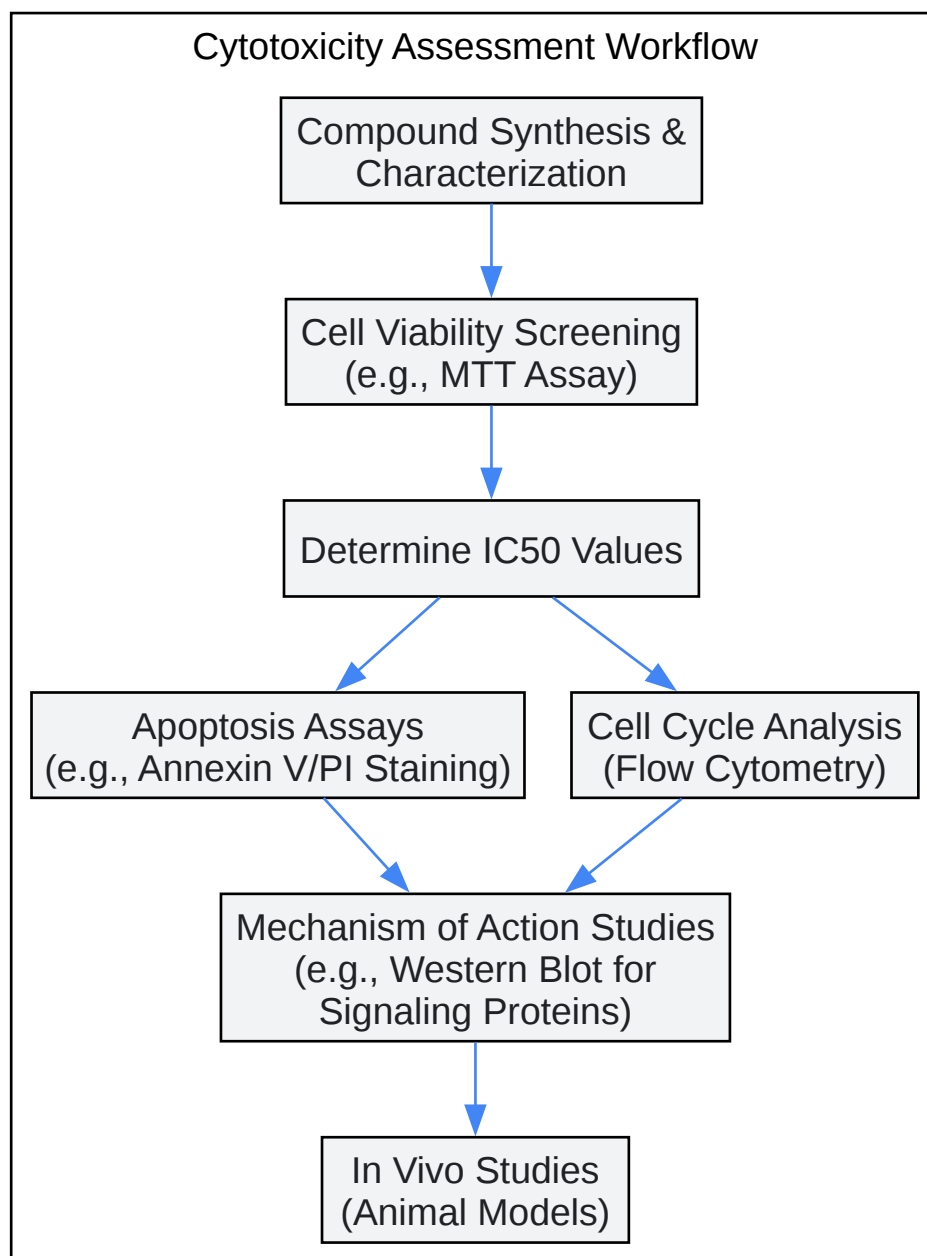 Cytotoxicity Assessment Workflow
Compound Synthesis &
Characterization
Cell Viability Screening
(e.g., MTT Assay)
Determine IC50 Values
Apoptosis Assays
(e.g., Annexin V/PI Staining)
Cell Cycle Analysis
(Flow Cytometry)
Mechanism of Action Studies
(e.g., Western Blot for
Signaling Proteins)
In Vivo Studies
(Animal Models)